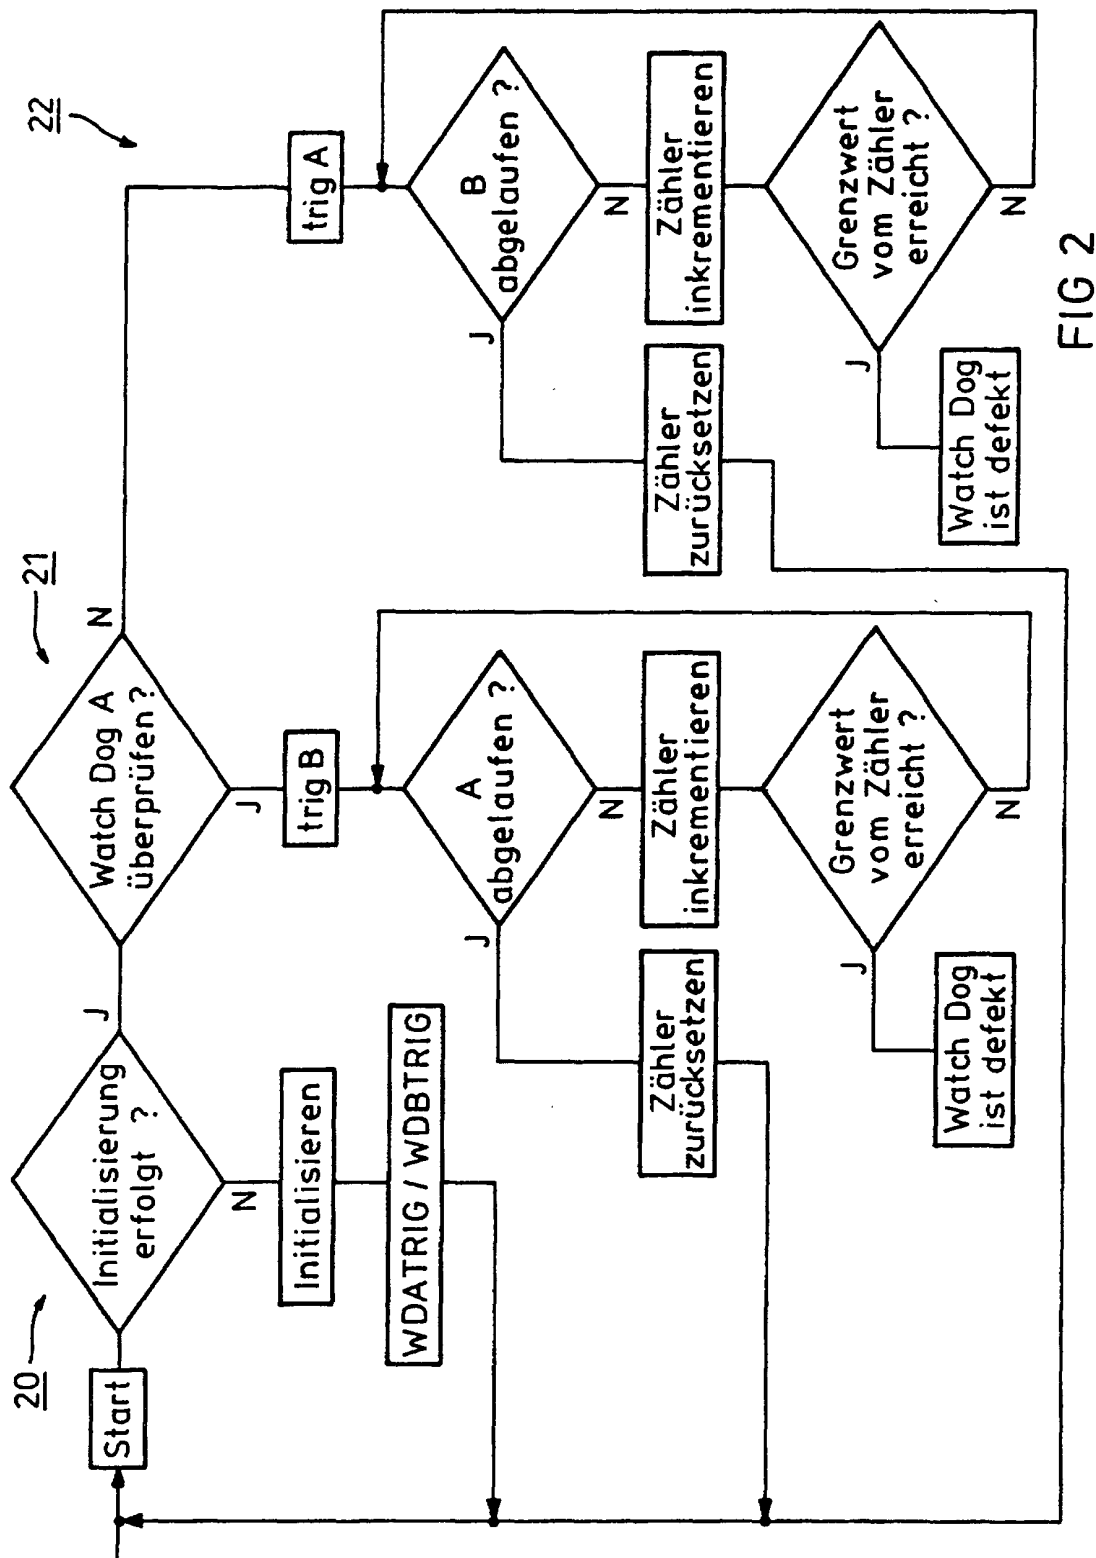 20
21
22
Start
Initialisierung
erfolgt ?
J
N
Initialisieren
WDATRIG / WDBTRIG
Watch Dog A
überprüfen?
J
N
trig B
A
abgelaufen ?
J
N
Zähler
zurücksetzen
Zähler
inkrementieren
Grenzwert
vom Zähler
erreicht ?
J
N
Watch Dog
ist defekt
trig A
B
abgelaufen ?
J
N
Zähler
zurücksetzen
Zähler
inkrementieren
Grenzwert
vom Zähler
erreicht ?
J
N
Watch Dog
ist defekt
FIG 2